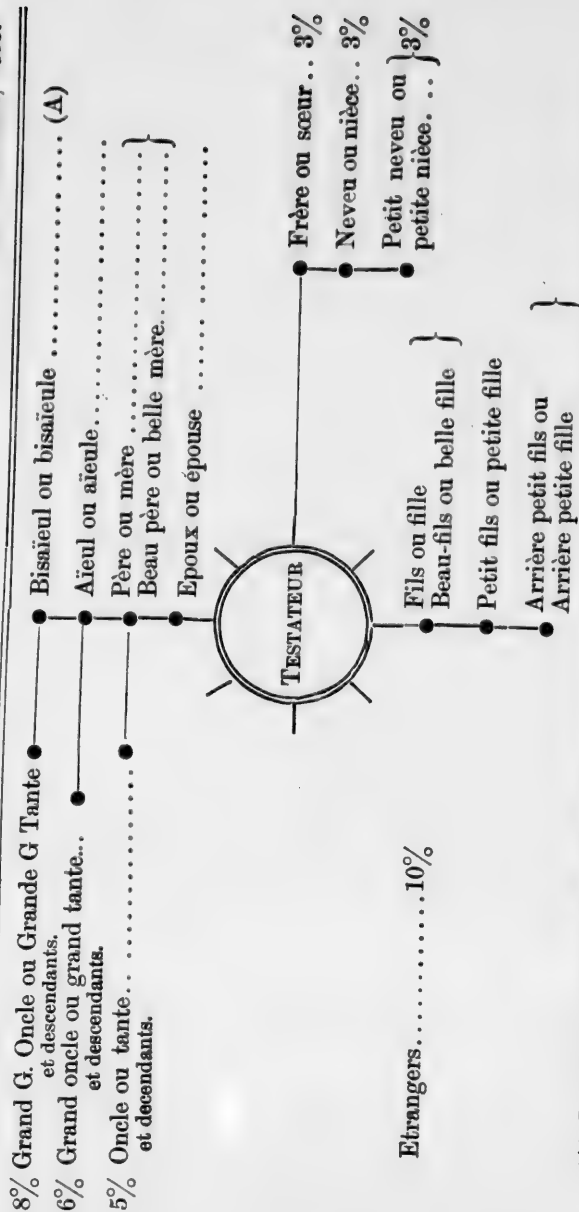 8% Grand G. Oncle ou Grande G Tante
et descendants.
6% Grand oncle ou grand tante...
et descendants.
5% Oncle ou tante....................
et decendants.
Bisaïeul ou bisaïeule .................. (A)
Aïeul ou aïeule..........................
Père ou mère ........................ }
Beau père ou belle mère............ }
Epoux ou épouse ...................
TESTATEUR
Frère ou sœur.. 3%
Neveu ou nièce.. 3%
Petit neveu ou } 3%
petite nièce. .. }
Fils ou fille }
Beau-fils ou belle fille }
Petit fils ou petite fille
Arrière petit fils ou }
Arrière petite fille }
Etrangers............10%